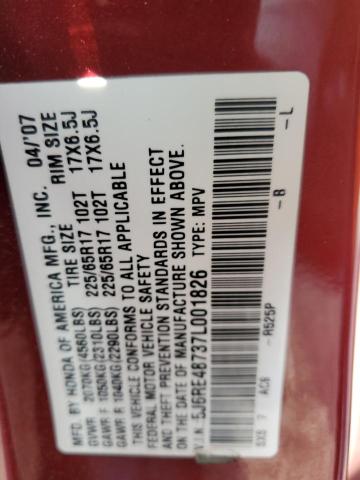 MFD. BY HONDA OF AMERICA MFG., INC. 04/'07
TIRE SIZE RIM SIZE
GVWR 2070KG(4560LBS) 225/65R17 102T 17X6.5J
GAWR F 1050KG(2310LBS) 225/65R17 102T 17X6.5J
GAWR R 1040KG(2290LBS)
THIS VEHICLE CONFORMS TO ALL APPLICABLE
FEDERAL MOTOR VEHICLE SAFETY
AND THEFT PREVENTION STANDARDS IN EFFECT
ON THE DATE OF MANUFACTURE SHOWN ABOVE.
V.I.N: 5J6RE48737L001826 TYPE: MPV
SXS 7 AC6 - R525P - B - L